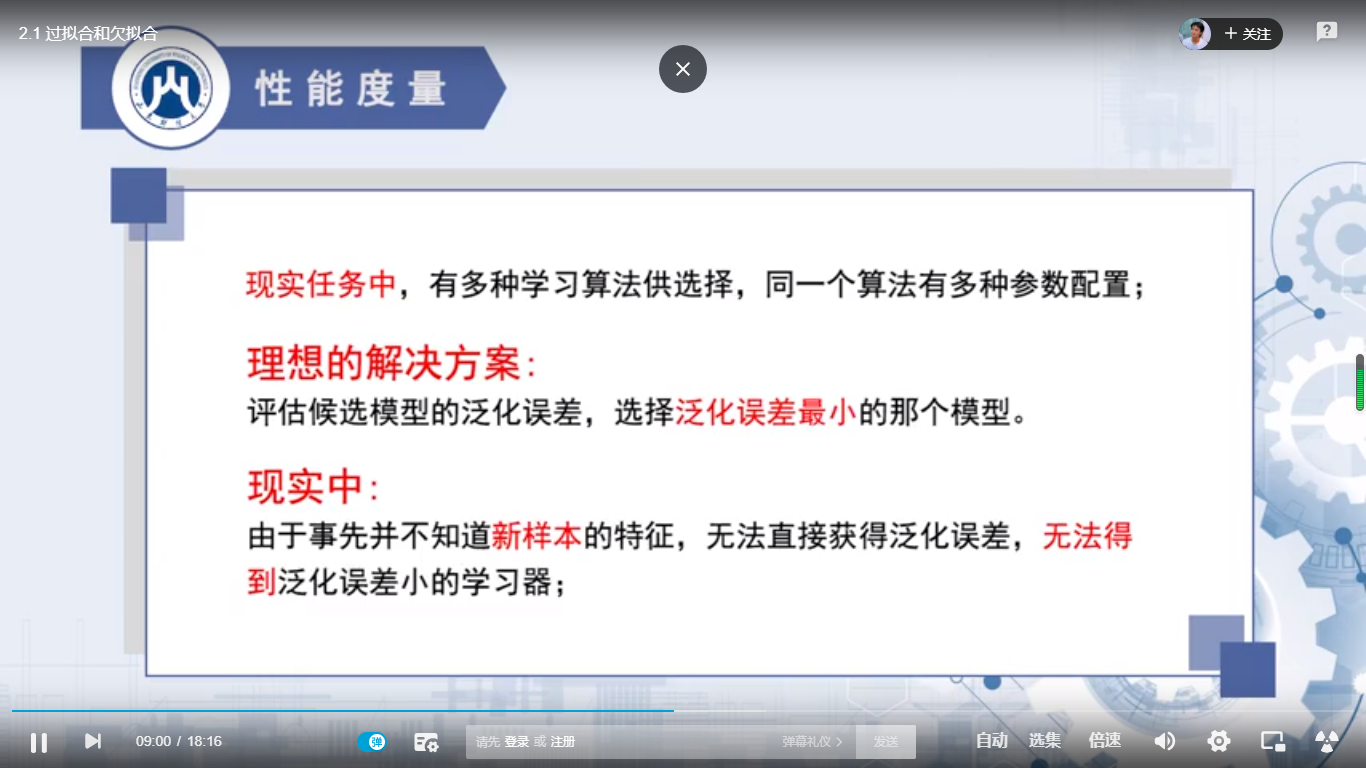 2.1 过拟合和欠拟合
+ 关注
?
性能度量
现实任务中，有多种学习算法供选择，同一个算法有多种参数配置；
理想的解决方案：
评估候选模型的泛化误差，选择泛化误差最小的那个模型。
现实中：
由于事先并不知道新样本的特征，无法直接获得泛化误差，无法得
到泛化误差小的学习器；
09:00 / 18:16
弹
请先 登录 或 注册
弹幕礼仪 >
发送
自动
选集
倍速